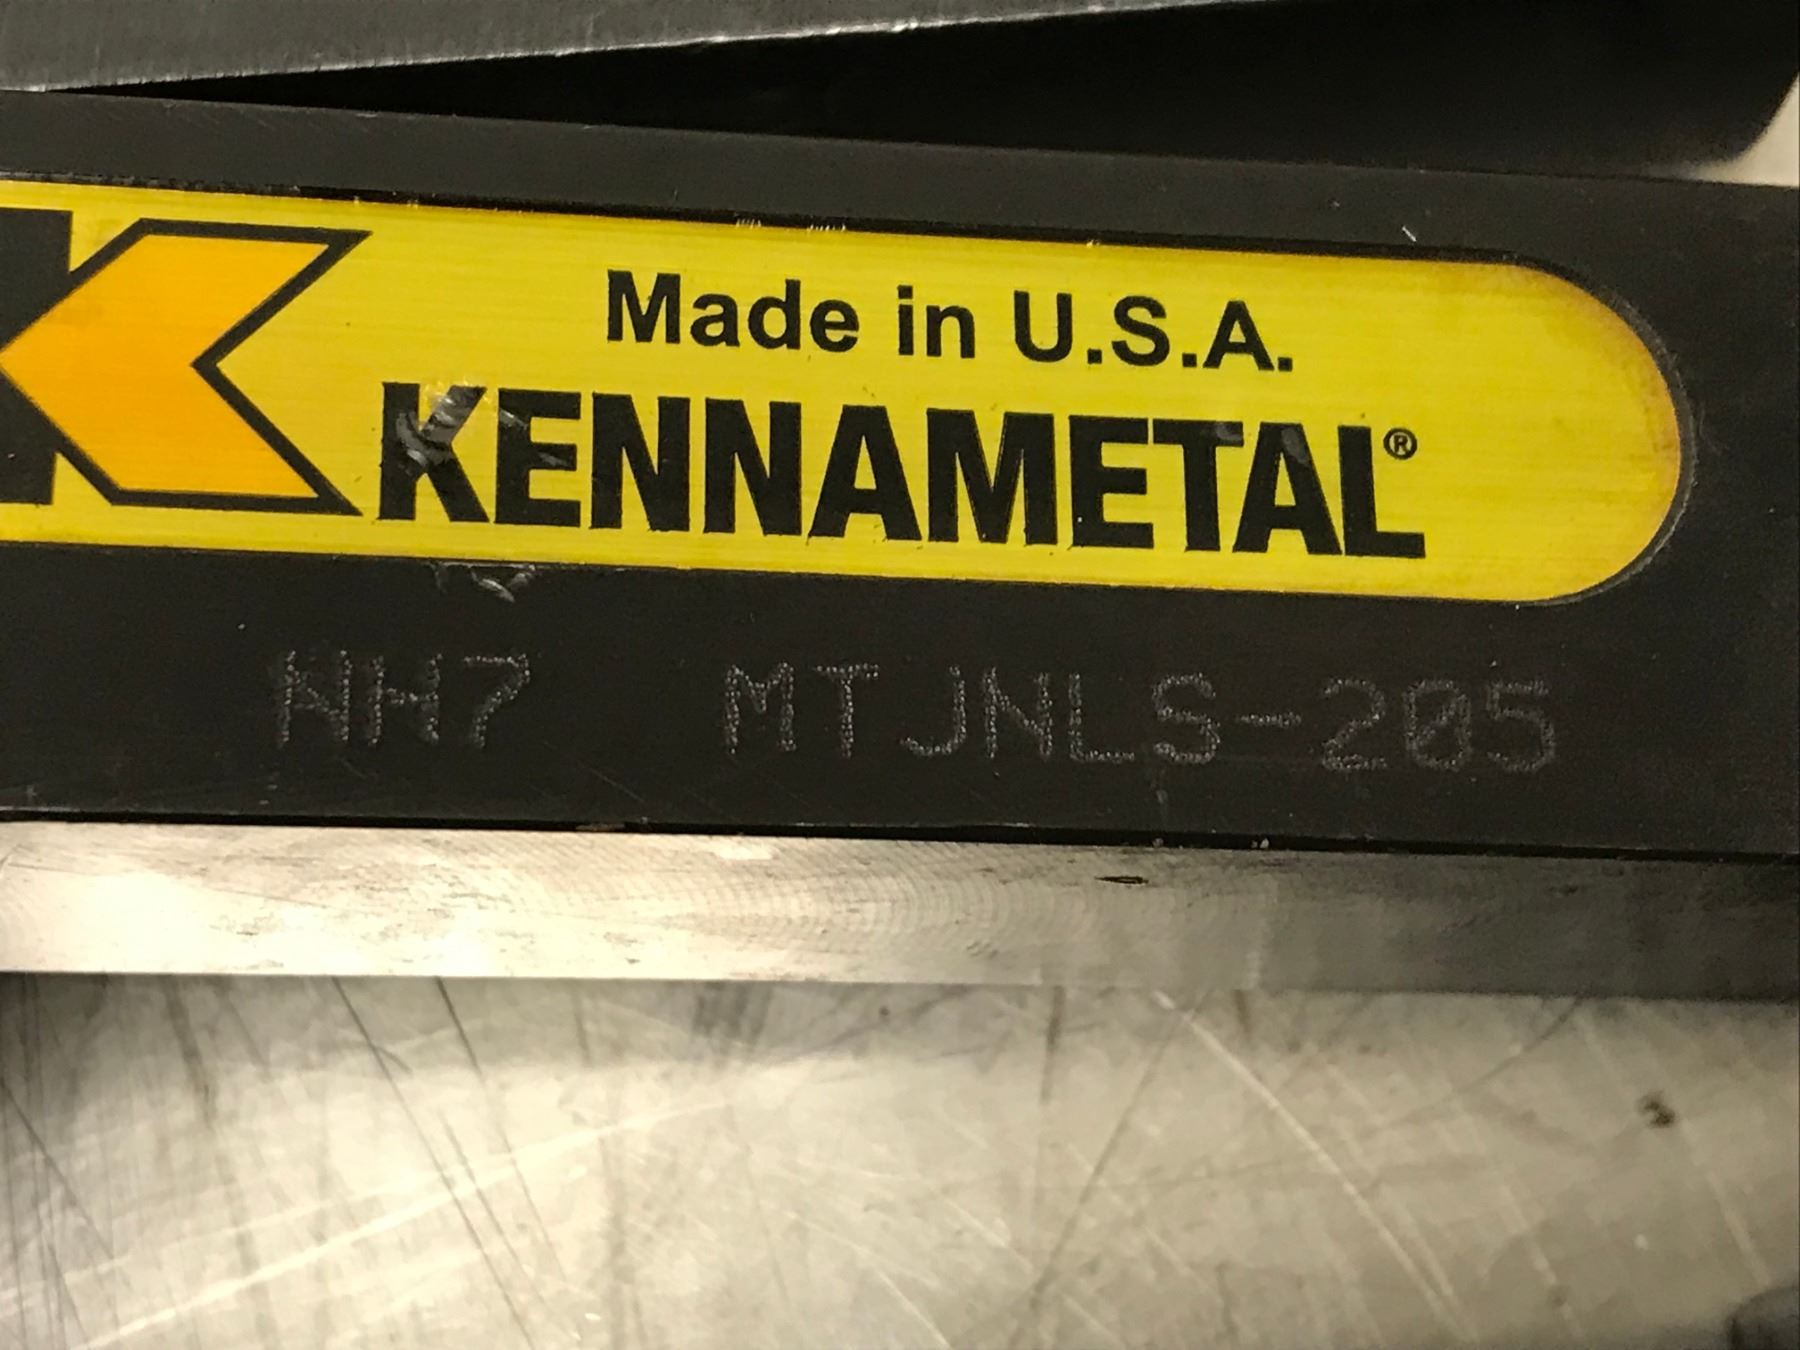 Made in U.S.A.
KENNAMETAL®
NH7 MTJNLS-205